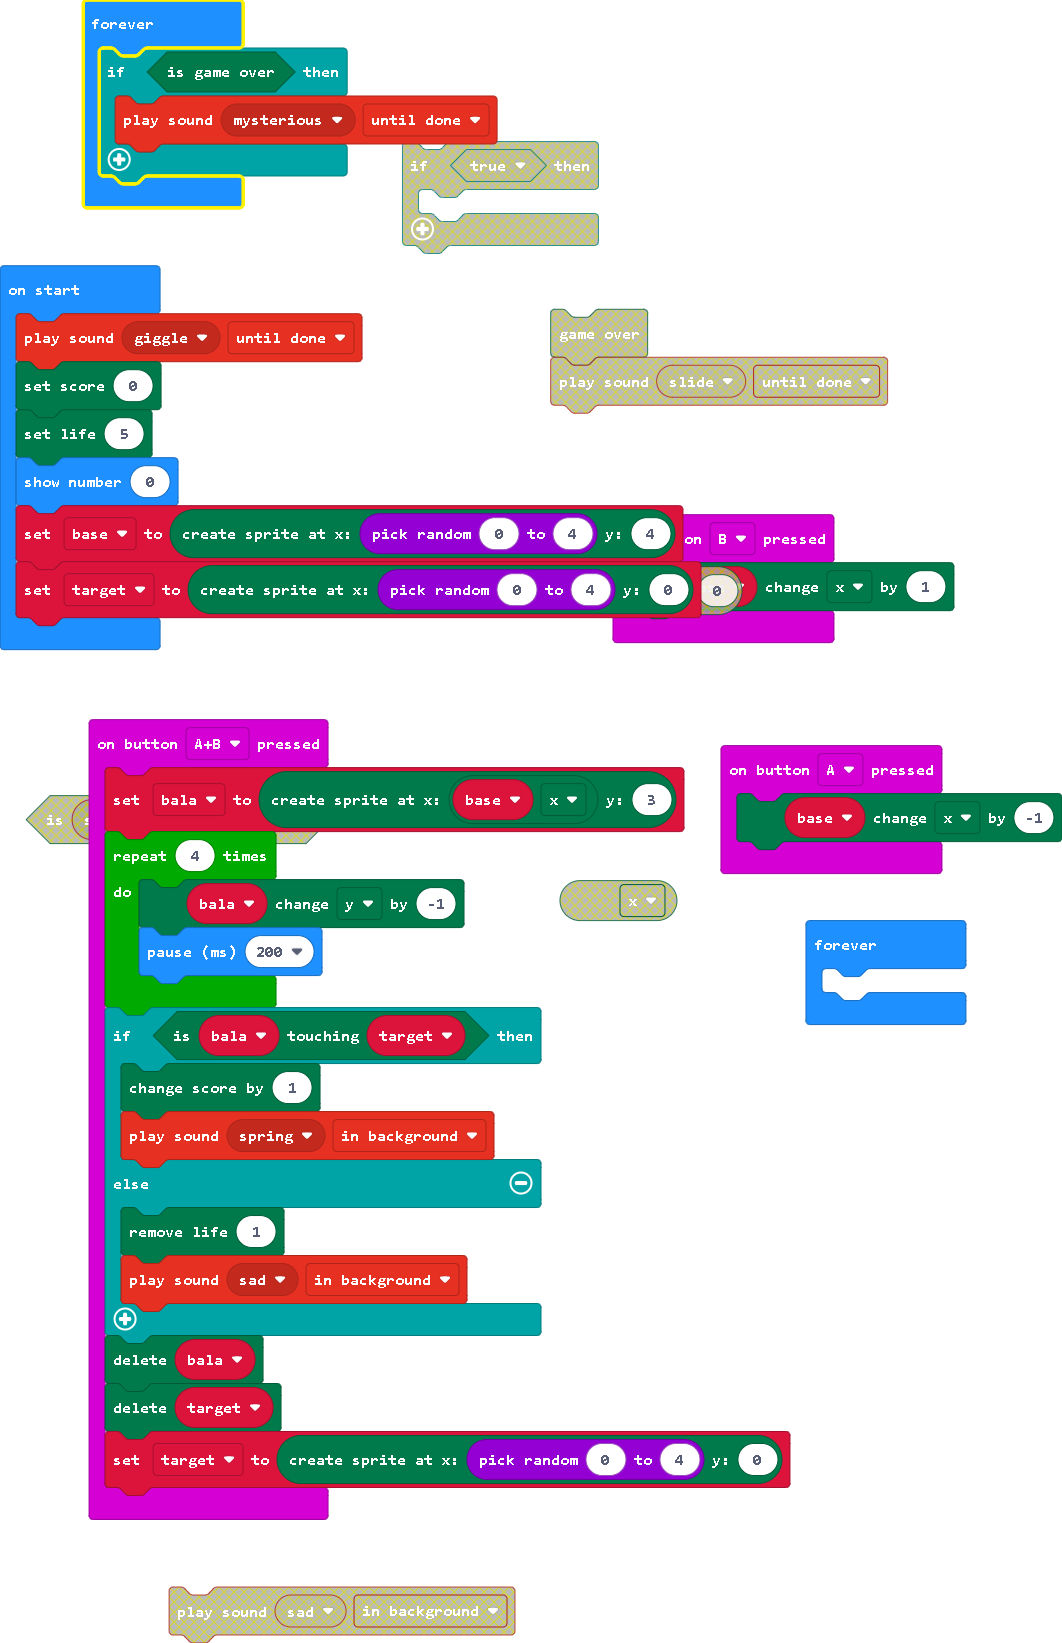 forever
if is game over then
play sound mysterious until done
if true then
on start
play sound giggle until done
game over
set score 0
play sound slide until done
set life 5
show number 0
set base to create sprite at x: pick random 0 to 4 y: 4
on B pressed
set target to create sprite at x: pick random 0 to 4 y: 0
0 change x by 1
on button A+B pressed
on button A pressed
set bala to create sprite at x: base x y: 3
is
base change x by -1
repeat 4 times
do
bala change y by -1
x
pause (ms) 200
forever
if is bala touching target then
change score by 1
play sound spring in background
else
remove life 1
play sound sad in background
delete bala
delete target
set target to create sprite at x: pick random 0 to 4 y: 0
play sound sad in background